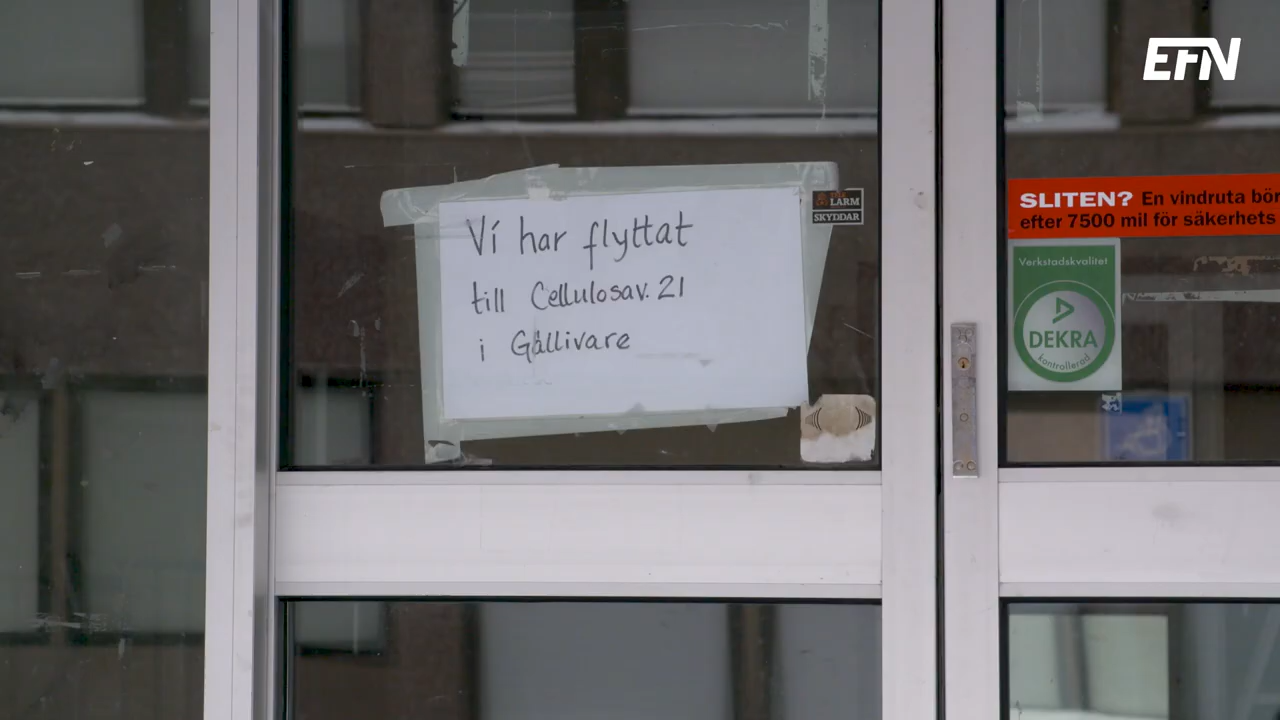 EFN
Vi har flyttat
till Cellulosav. 21
i Gällivare
LARM
SKYDDAR
SLITEN? En vindruta bör
efter 7500 mil för säkerhets
Verkstadskvalitet
DEKRA
kontrollerad